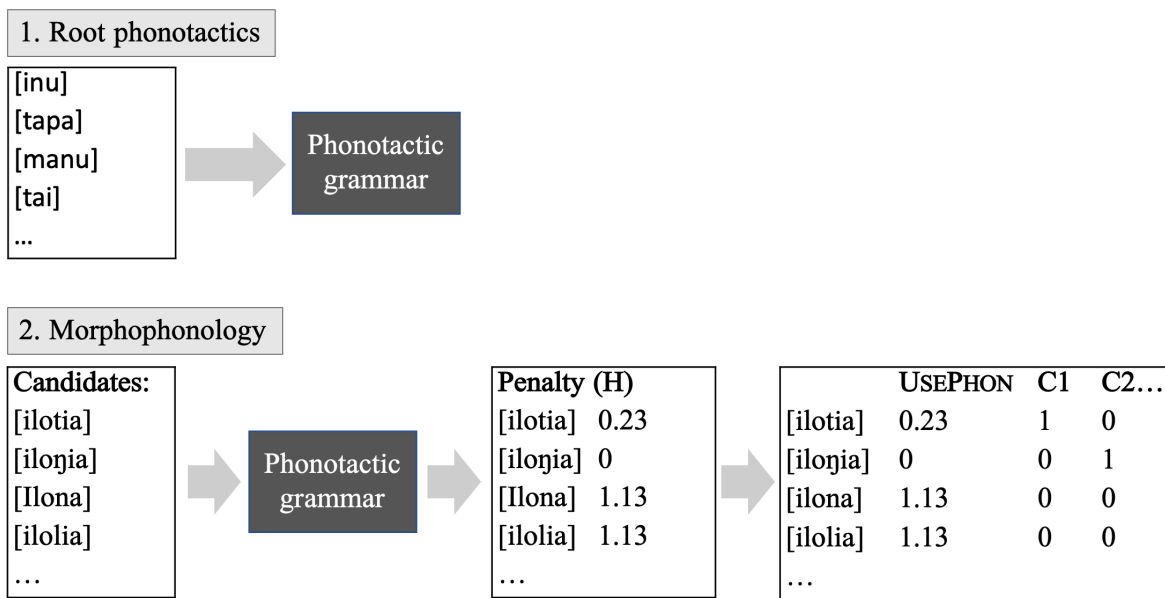 1. Root phonotactics
[inu]
[tapa]
[manu]
[tai]
...
Phonotactic
grammar
2. Morphophonology
Candidates:
[ilotia]
[iloŋia]
[Ilona]
[ilolia]
…
Phonotactic
grammar
Penalty (H)
[ilotia] 0.23
[iloŋia] 0
[Ilona] 1.13
[ilolia] 1.13
…
USEPHON C1 C2…
[ilotia] 0.23 1 0
[iloŋia] 0 0 1
[ilona] 1.13 0 0
[ilolia] 1.13 0 0
…